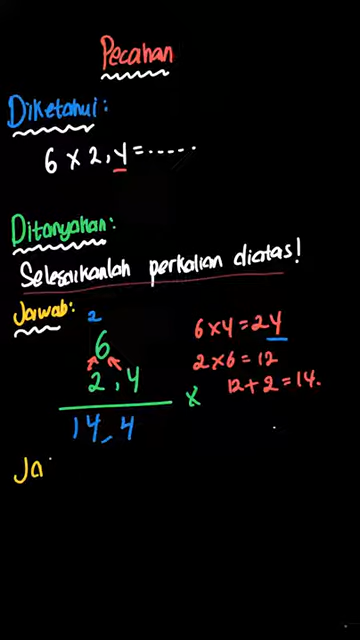 Pecahan
Diketahui:
6 x 2,4 = ......
Ditanyakan:
Selesaikanlah perkalian diatas!
Jawab:
2
6
2,4
x
14,4
6 x 4 = 24
2 x 6 = 12
12 + 2 = 14.
Ja